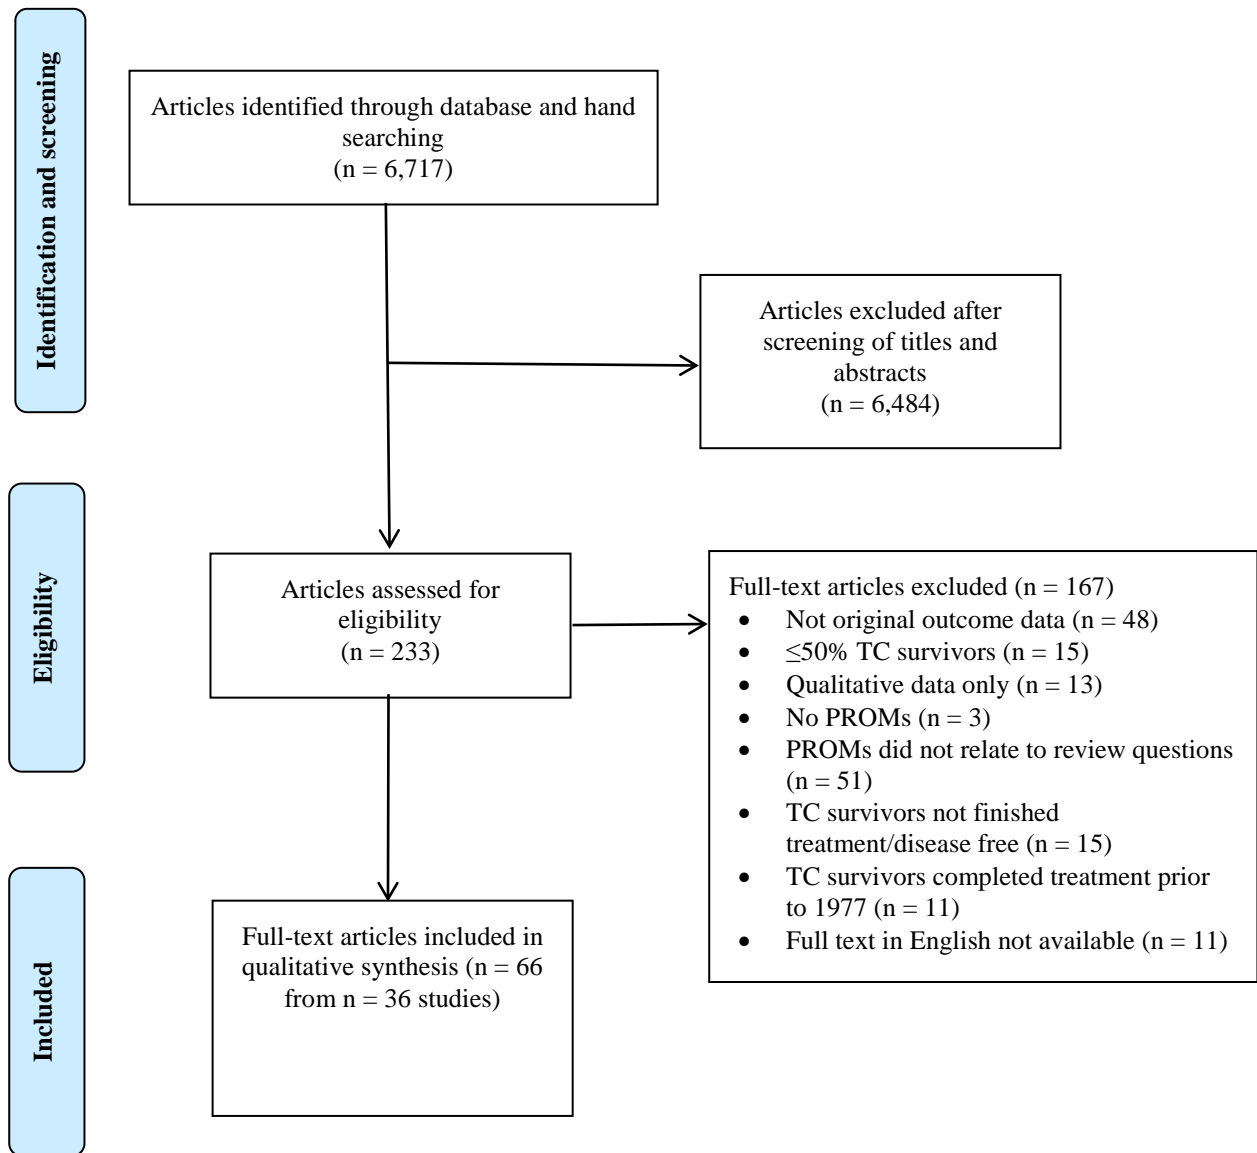 Identification and screening
Articles identified through database and hand
searching
(n = 6,717)
Articles excluded after
screening of titles and
abstracts
(n = 6,484)
Eligibility
Articles assessed for
eligibility
(n = 233)
Full-text articles excluded (n = 167)
• Not original outcome data (n = 48)
• ≤50% TC survivors (n = 15)
• Qualitative data only (n = 13)
• No PROMs (n = 3)
• PROMs did not relate to review questions
(n = 51)
• TC survivors not finished
treatment/disease free (n = 15)
• TC survivors completed treatment prior
to 1977 (n = 11)
• Full text in English not available (n = 11)
Included
Full-text articles included in
qualitative synthesis (n = 66
from n = 36 studies)